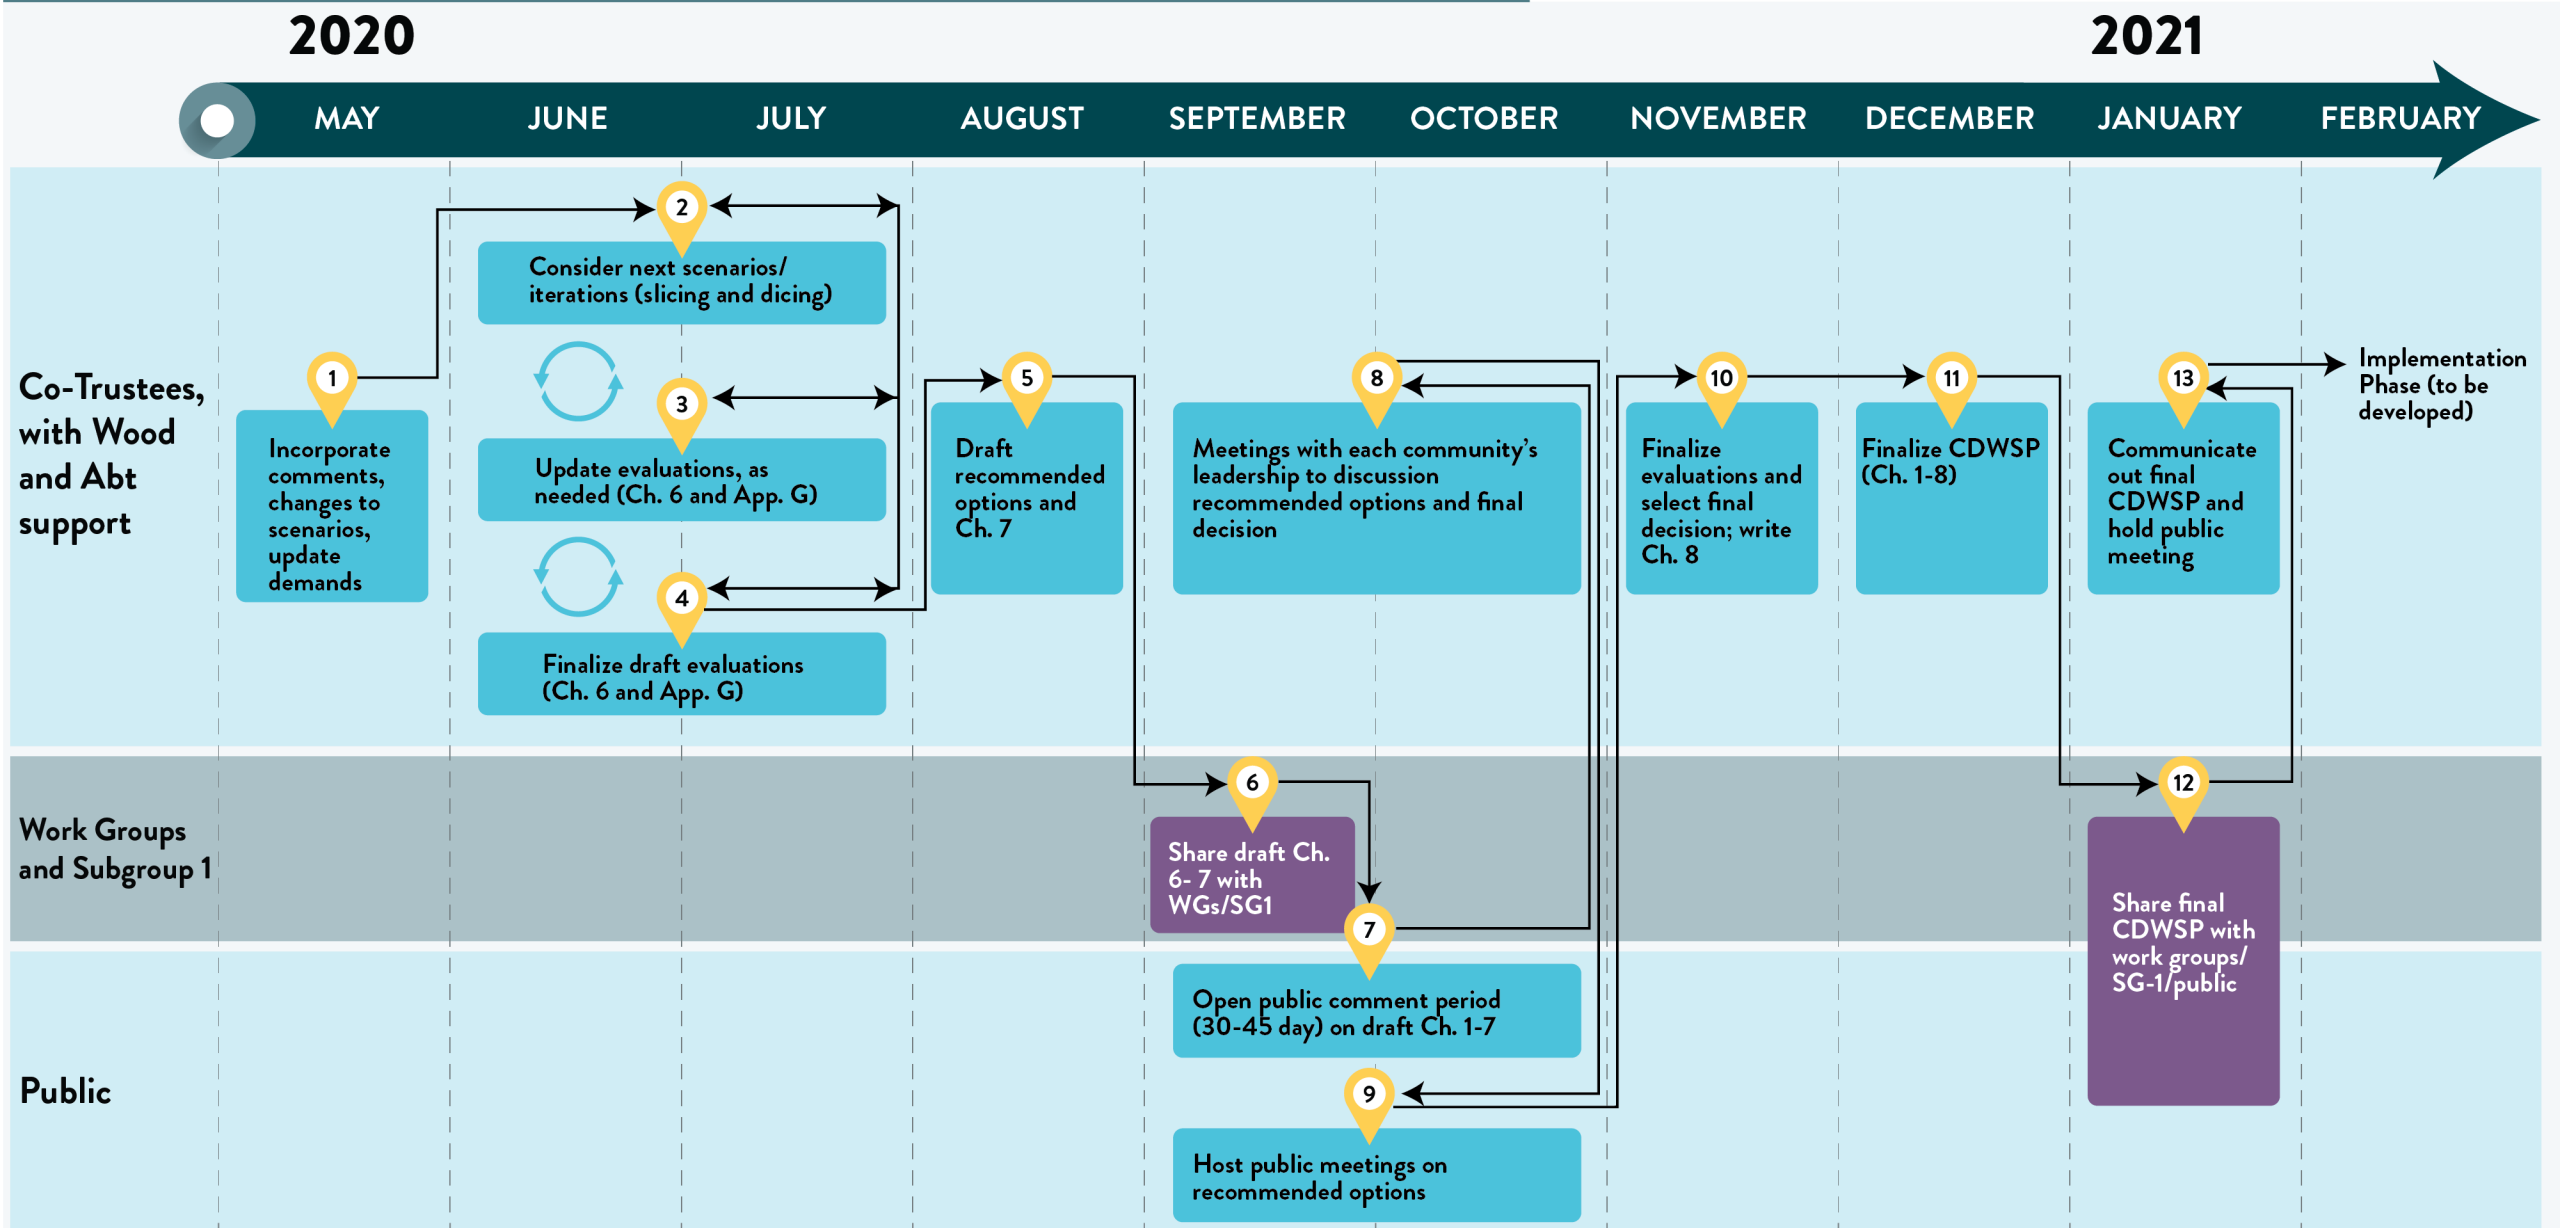 2020
2021
MAY
JUNE
JULY
AUGUST
SEPTEMBER
OCTOBER
NOVEMBER
DECEMBER
JANUARY
FEBRUARY
Co-Trustees,
with Wood
and Abt
support
1
Incorporate
comments,
changes to
scenarios,
update
demands
2
Consider next scenarios/
iterations (slicing and dicing)
3
Update evaluations, as
needed (Ch. 6 and App. G)
4
Finalize draft evaluations
(Ch. 6 and App. G)
5
Draft
recommended
options and
Ch. 7
8
Meetings with each community's
leadership to discussion
recommended options and final
decision
10
Finalize
evaluations and
select final
decision; write
Ch. 8
11
Finalize CDWSP
(Ch. 1-8)
13
Communicate
out final
CDWSP and
hold public
meeting
Implementation
Phase (to be
developed)
Work Groups
and Subgroup 1
6
Share draft Ch.
6- 7 with
WGs/SG1
12
Share final
CDWSP with
work groups/
SG-1/public
Public
7
Open public comment period
(30-45 day) on draft Ch. 1-7
9
Host public meetings on
recommended options